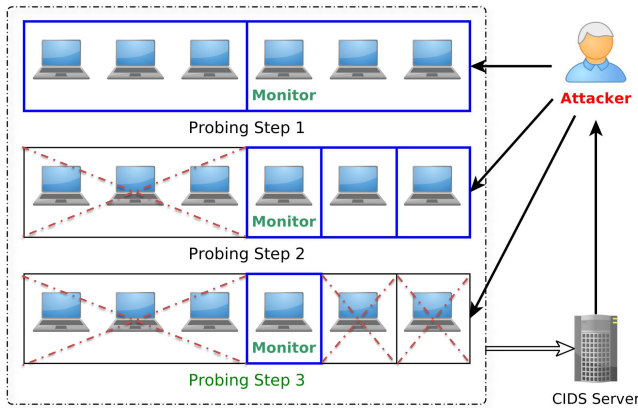 Attacker
Monitor
Probing Step 1
Monitor
Probing Step 2
Monitor
Probing Step 3
CIDS Server